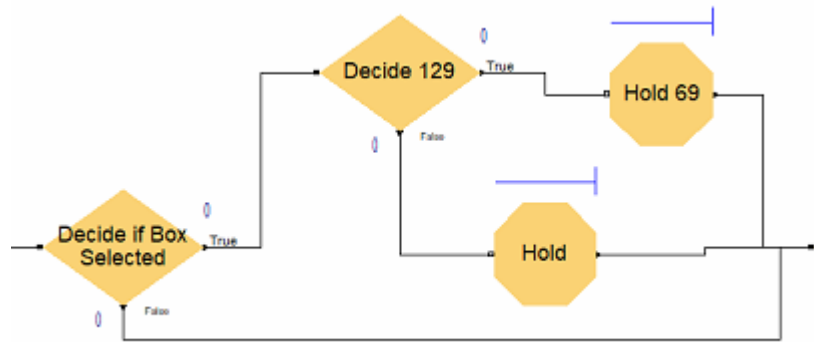 0
Decide 129
True
Hold 69
0
False
0
Decide if Box
Selected
True
Hold
0
False